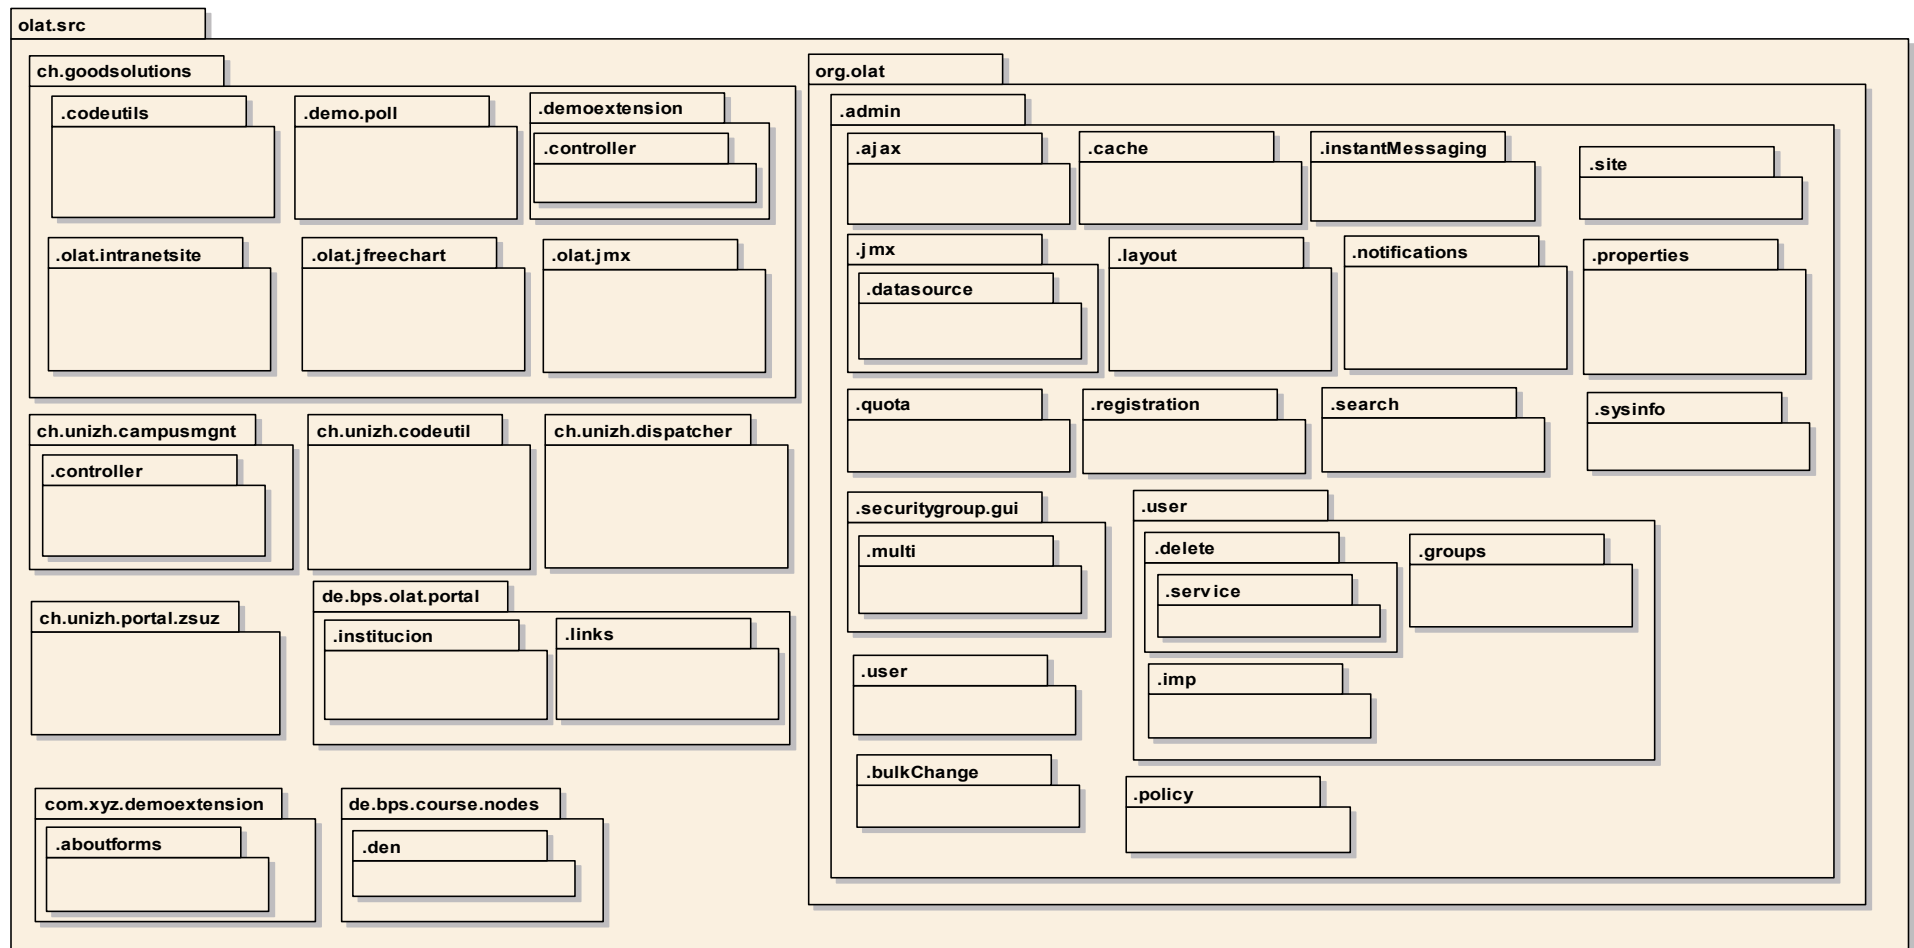 olat.src
ch.goodsolutions
.codeutils
.demo.poll
.demoextension
.controller
.olat.intranetsite
.olat.jfreechart
.olat.jmx
ch.unizh.campusmgnt
.controller
ch.unizh.codeutil
ch.unizh.dispatcher
ch.unizh.portal.zsuz
de.bps.olat.portal
.institucion
.links
com.xyz.demoextension
.aboutforms
de.bps.course.nodes
.den
org.olat
.admin
.ajax
.cache
.instantMessaging
.site
.jmx
.datasource
.layout
.notifications
.properties
.quota
.registration
.search
.sysinfo
.securitygroup.gui
.multi
.user
.delete
.service
.groups
.imp
.user
.bulkChange
.policy